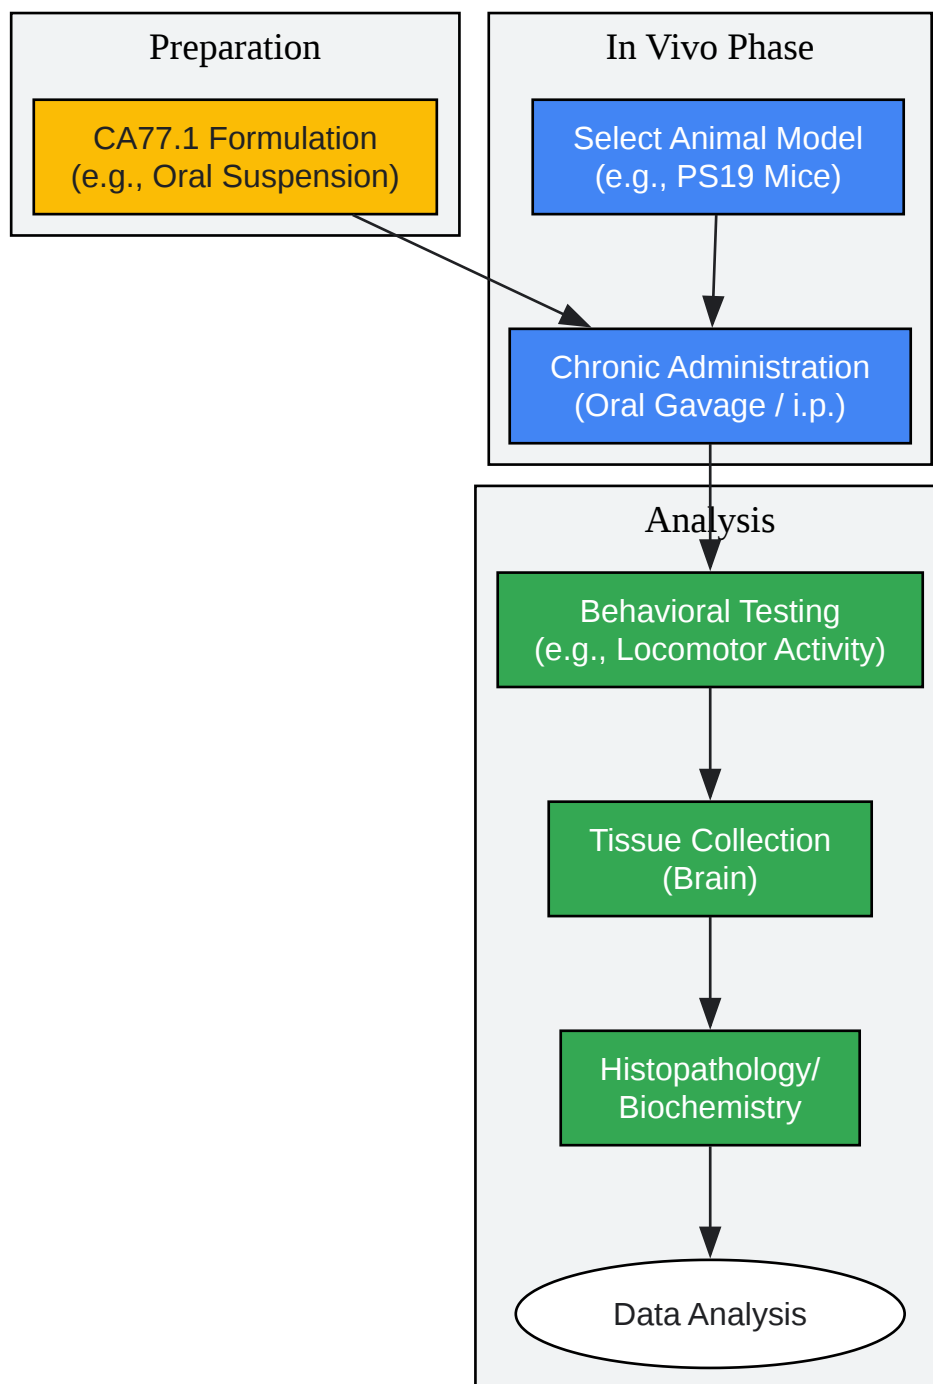 Preparation
CA77.1 Formulation
(e.g., Oral Suspension)
In Vivo Phase
Select Animal Model
(e.g., PS19 Mice)
Chronic Administration
(Oral Gavage / i.p.)
Analysis
Behavioral Testing
(e.g., Locomotor Activity)
Tissue Collection
(Brain)
Histopathology/
Biochemistry
Data Analysis